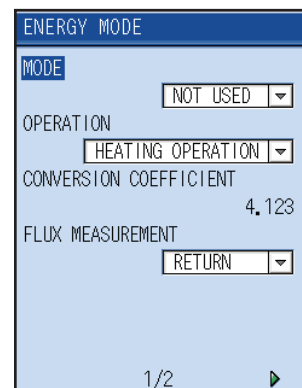 ENERGY MODE
MODE
NOT USED
OPERATION
HEATING OPERATION
CONVERSION COEFFICIENT
4.123
FLUX MEASUREMENT
RETURN
1/2